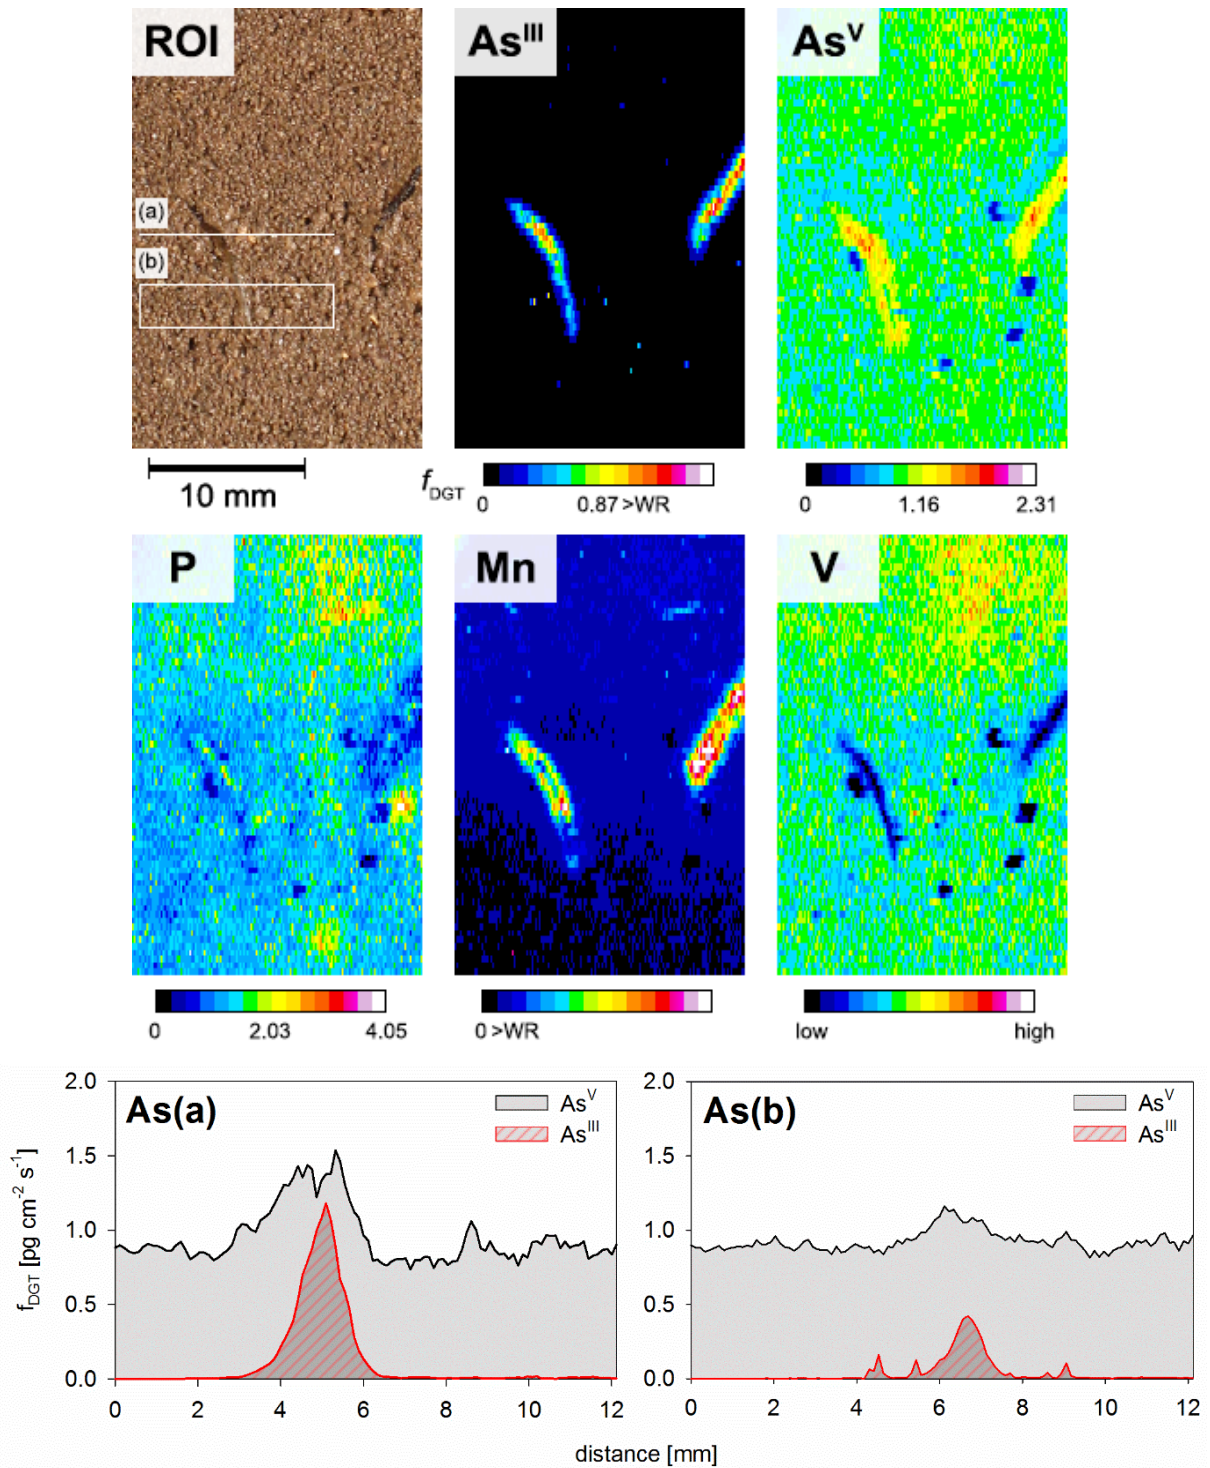 ROI
As^III
As^V
(a)
(b)
10 mm
f_DGT
0 0.87 >WR
0 1.16 2.31
P
Mn
V
0 2.03 4.05
0 >WR
low high
As(a)
As^V
As^III
2.0
1.5
1.0
0.5
0.0
f_DGT [pg cm^-2 s^-1]
0 2 4 6 8 10 12
As(b)
As^V
As^III
2.0
1.5
1.0
0.5
0.0
0 2 4 6 8 10 12
distance [mm]